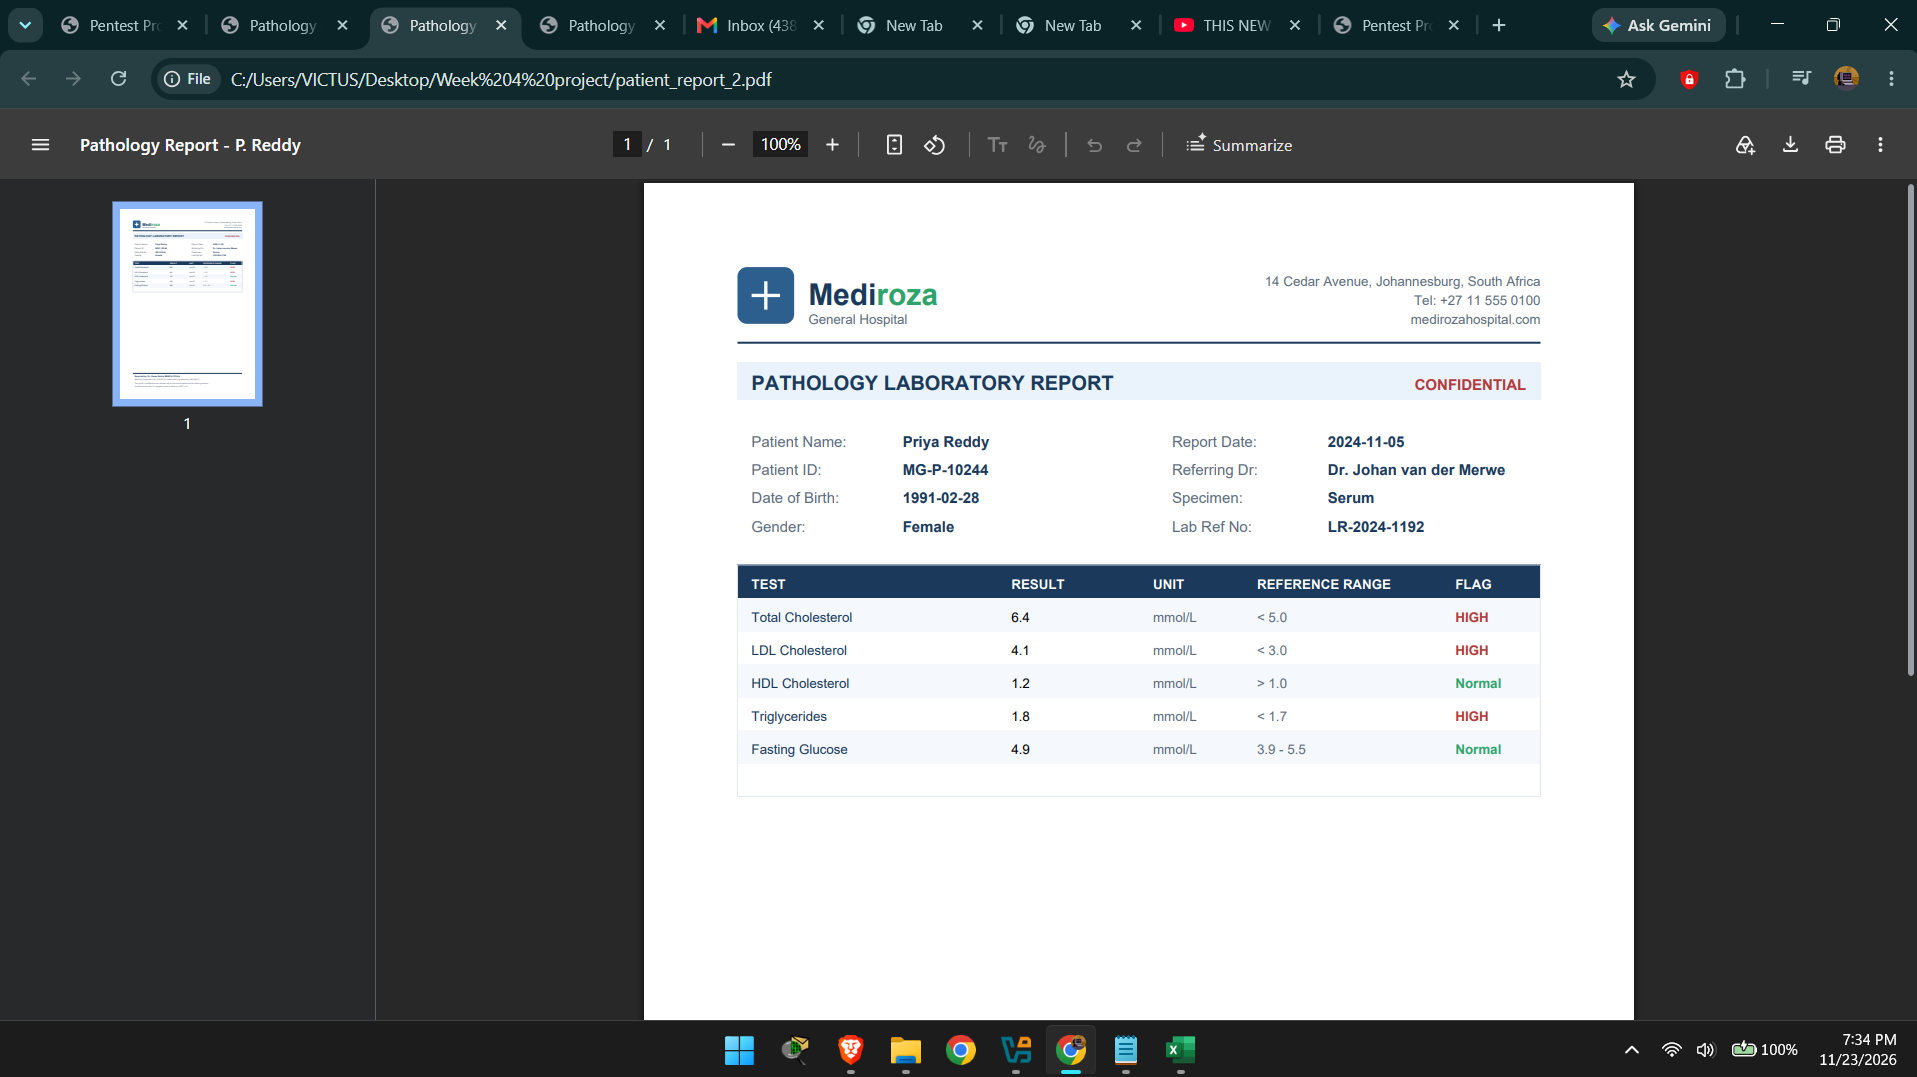 Pentest Pro
Pathology
Pathology
Pathology
Inbox (438
New Tab
New Tab
THIS NEW
Pentest Pro
Ask Gemini
File
C:/Users/VICTUS/Desktop/Week%204%20project/patient_report_2.pdf
Pathology Report - P. Reddy
1 / 1
100%
Summarize
1
Mediroza
General Hospital
14 Cedar Avenue, Johannesburg, South Africa
Tel: +27 11 555 0100
medirozahospital.com
PATHOLOGY LABORATORY REPORT CONFIDENTIAL
Patient Name: Priya Reddy Report Date: 2024-11-05
Patient ID: MG-P-10244 Referring Dr: Dr. Johan van der Merwe
Date of Birth: 1991-02-28 Specimen: Serum
Gender: Female Lab Ref No: LR-2024-1192
TEST RESULT UNIT REFERENCE RANGE FLAG
Total Cholesterol 6.4 mmol/L < 5.0 HIGH
LDL Cholesterol 4.1 mmol/L < 3.0 HIGH
HDL Cholesterol 1.2 mmol/L > 1.0 Normal
Triglycerides 1.8 mmol/L < 1.7 HIGH
Fasting Glucose 4.9 mmol/L 3.9 - 5.5 Normal
100%
7:34 PM
11/23/2026